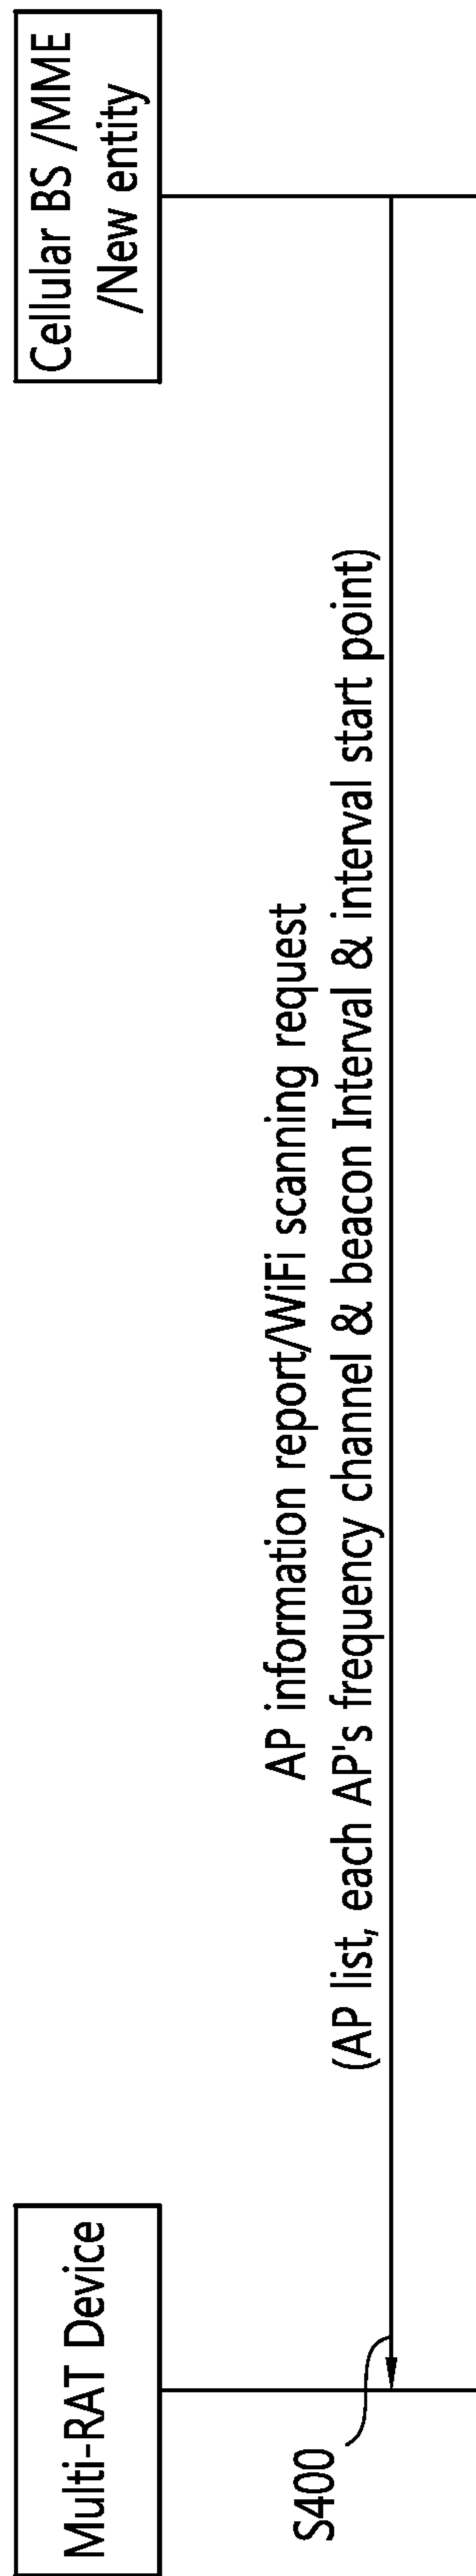 Multi-RAT Device
Cellular BS /MME
/New entity
AP information report/WiFi scanning request
(AP list, each AP's frequency channel & beacon Interval & interval start point)
S400